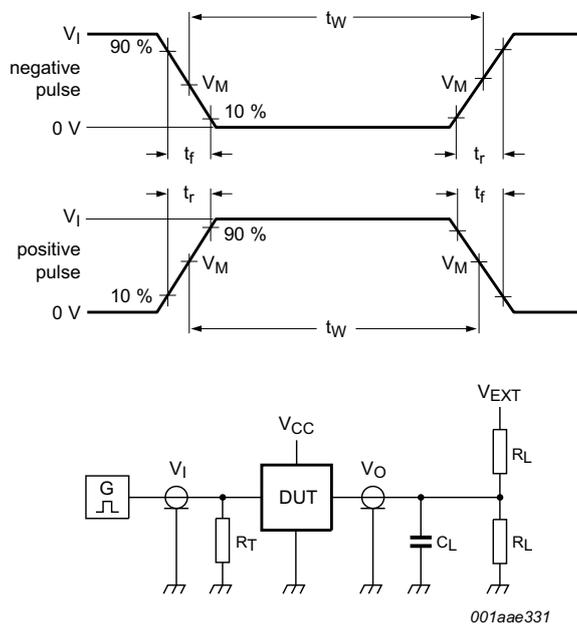 V_I
t_W
90 %
negative
pulse
V_M
V_M
10 %
0 V
t_f
t_r
t_r
t_f
V_I
90 %
positive
pulse
V_M
V_M
10 %
0 V
t_W
V_EXT
V_CC
R_L
V_I
V_O
G
DUT
R_T
C_L
R_L
001aae331